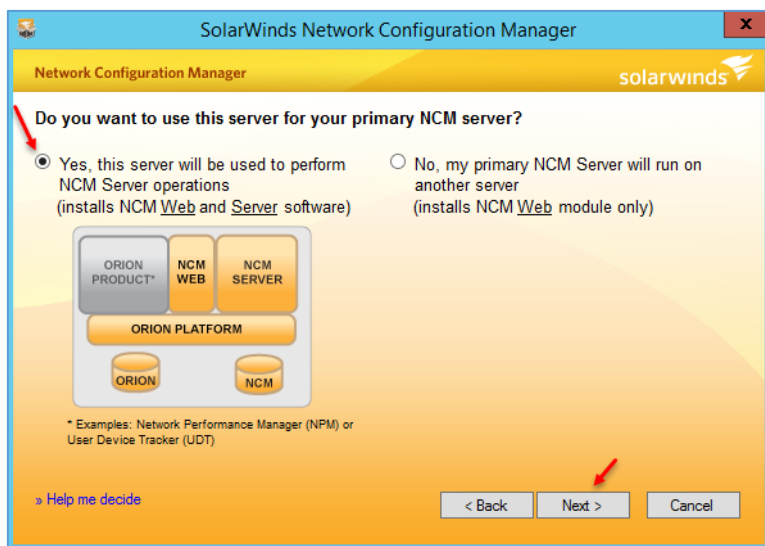 SolarWinds Network Configuration Manager
x
Network Configuration Manager
solarwinds
Do you want to use this server for your primary NCM server?
Yes, this server will be used to perform
NCM Server operations
(installs NCM Web and Server software)
No, my primary NCM Server will run on
another server
(installs NCM Web module only)
ORION
PRODUCT*
NCM
WEB
NCM
SERVER
ORION PLATFORM
ORION
NCM
* Examples: Network Performance Manager (NPM) or
User Device Tracker (UDT)
» Help me decide
< Back
Next >
Cancel